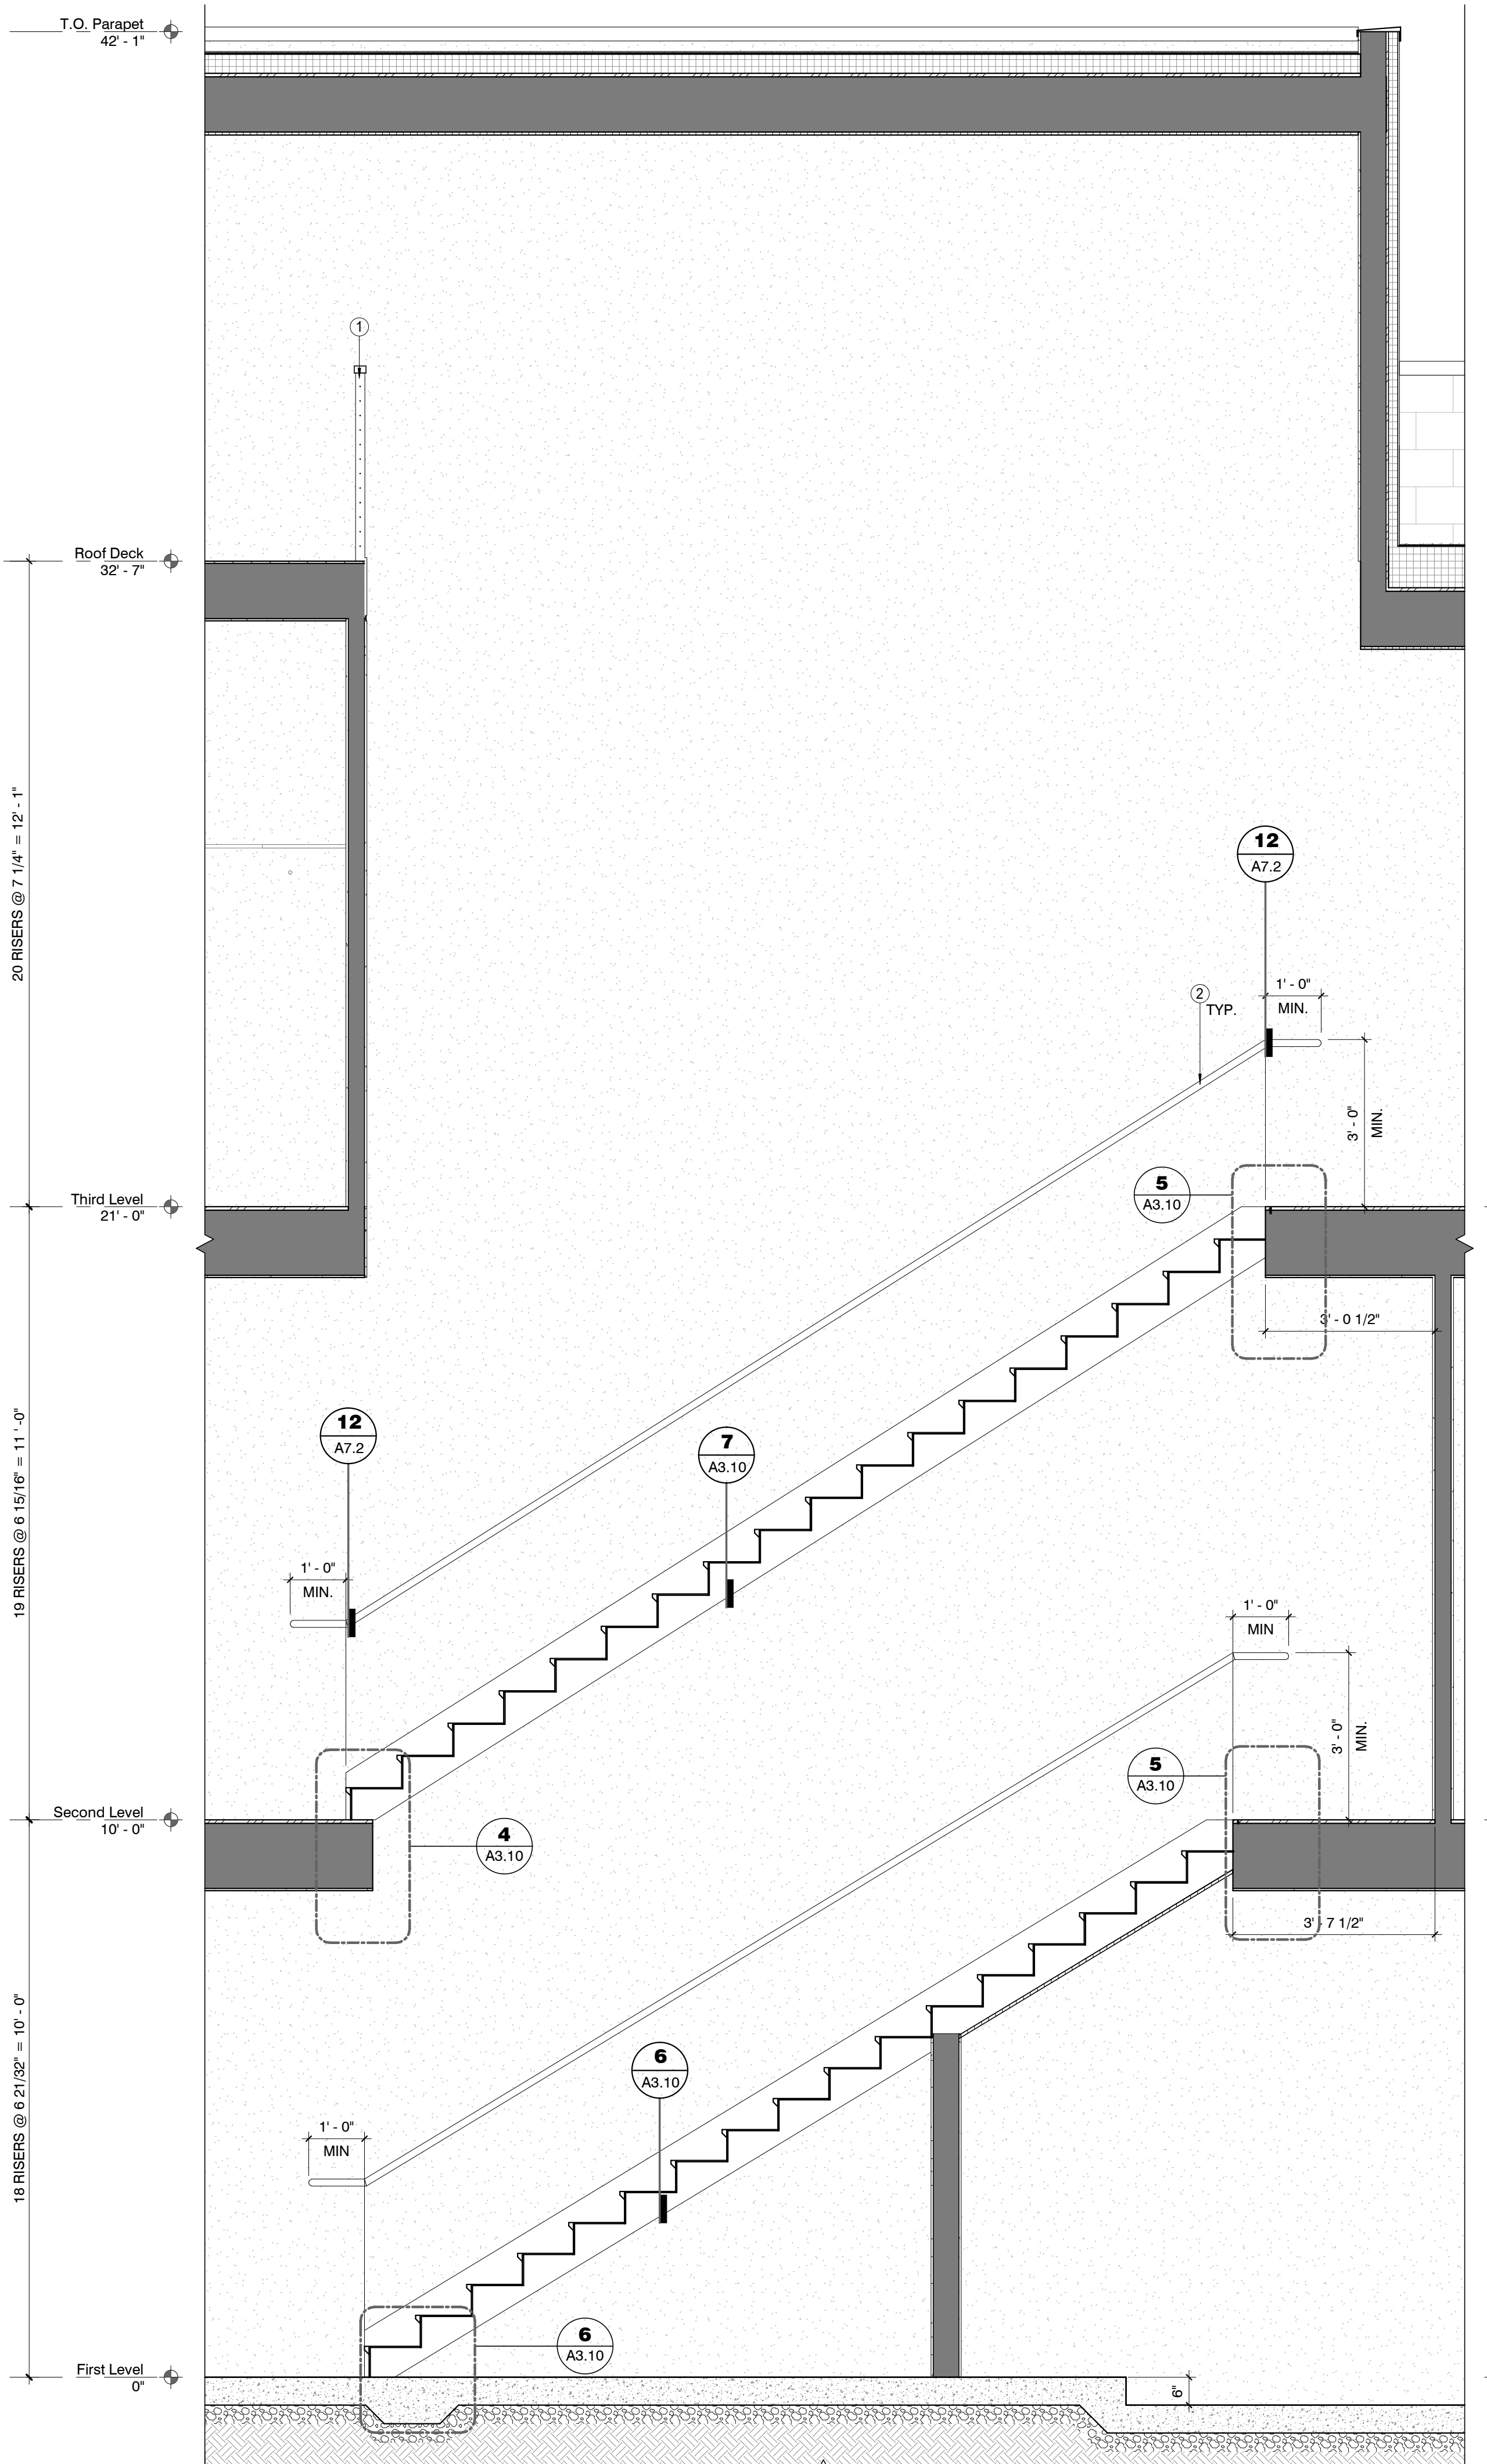 T.O. Parapet
42' - 1"
1
Roof Deck
32' - 7"
20 RISERS @ 7 1/4" = 12' - 1"
12
A7.2
2
TYP.
1' - 0"
MIN.
3' - 0"
MIN.
5
A3.10
Third Level
21' - 0"
3' - 0 1/2"
12
A7.2
7
A3.10
19 RISERS @ 6 15/16" = 11 ' -0"
1' - 0"
MIN.
1' - 0"
MIN
3' - 0"
MIN.
5
A3.10
Second Level
10' - 0"
4
A3.10
3' - 7 1/2"
18 RISERS @ 6 21/32" = 10' - 0"
6
A3.10
1' - 0"
MIN
6
A3.10
First Level
0"
6"